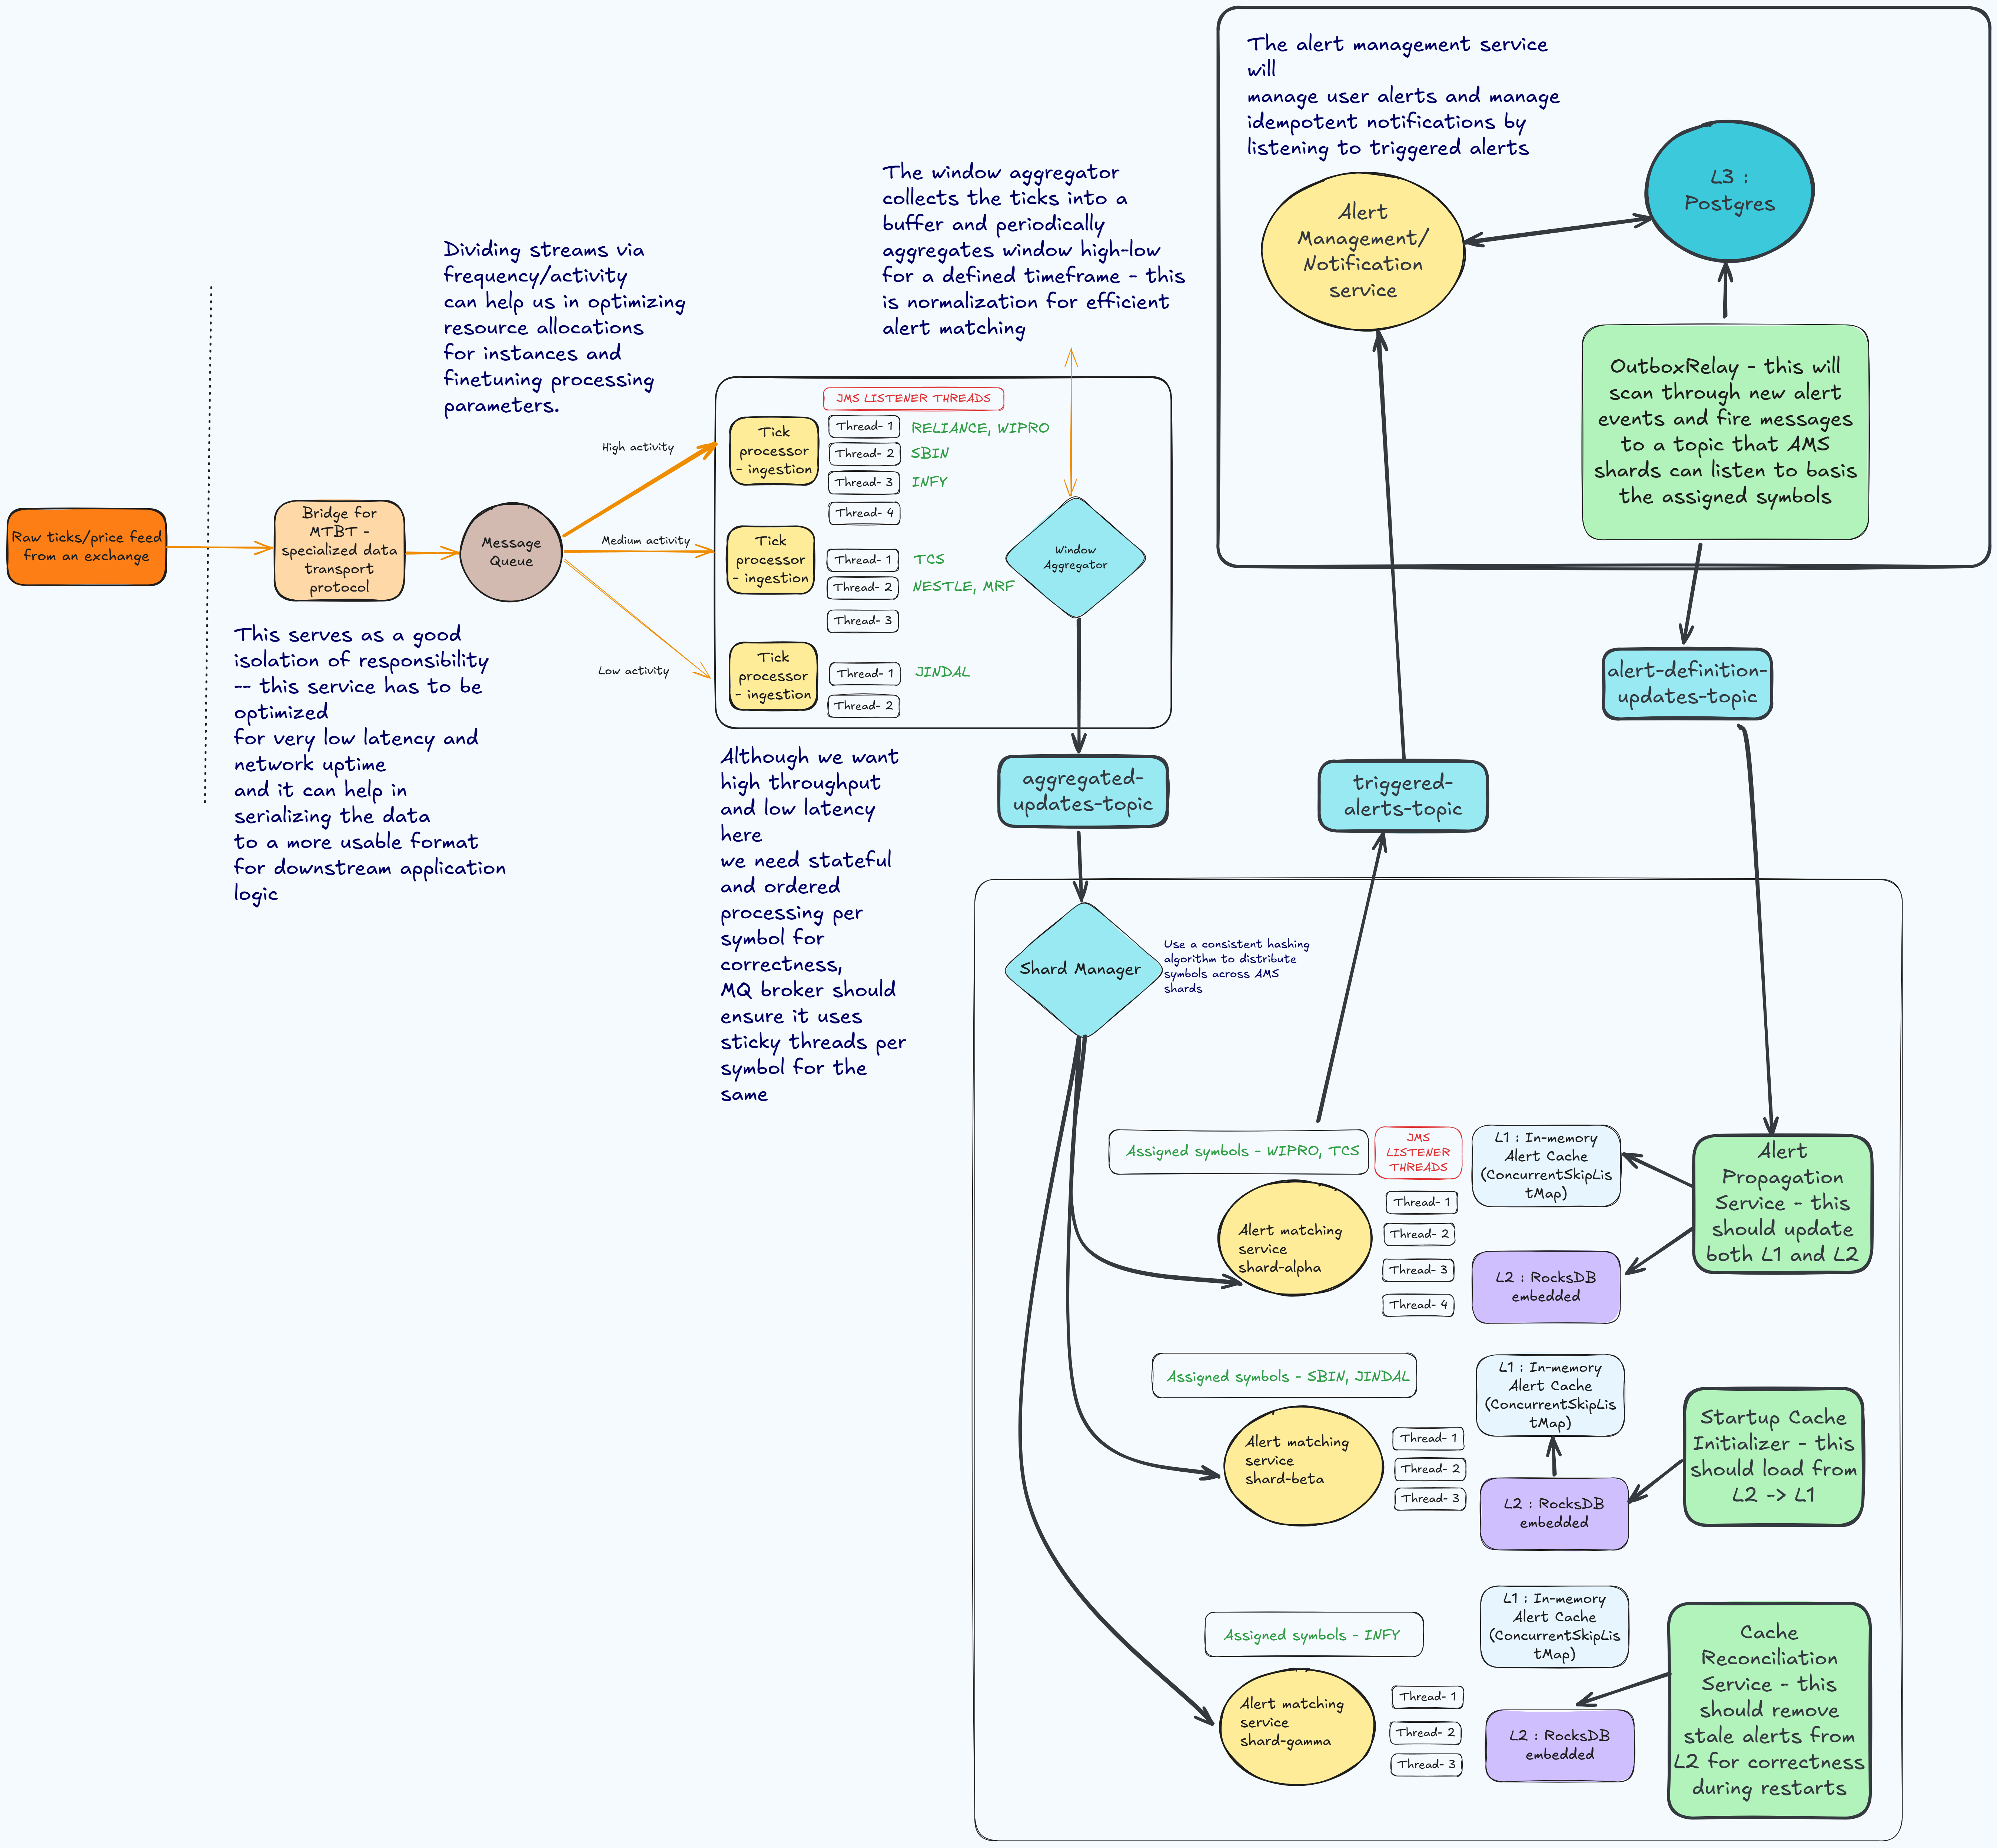 The alert management service
will
manage user alerts and manage
idempotent notifications by
listening to triggered alerts
Alert
Management/
Notification
service
L3 :
Postgres
OutboxRelay - this will
scan through new alert
events and fire messages
to a topic that AMS
shards can listen to basis
the assigned symbols
The window aggregator
collects the ticks into a
buffer and periodically
aggregates window high-low
for a defined timeframe - this
is normalization for efficient
alert matching
Dividing streams via
frequency/activity
can help us in optimizing
resource allocations
for instances and
finetuning processing
parameters.
Raw ticks/price feed
from an exchange
Bridge for
MTBT -
specialized data
transport
protocol
Message
Queue
High activity
Medium activity
Low activity
This serves as a good
isolation of responsibility
-- this service has to be
optimized
for very low latency and
network uptime
and it can help in
serializing the data
to a more usable format
for downstream application
logic
JMS LISTENER THREADS
Tick
processor
- ingestion
Thread- 1
RELIANCE, WIPRO
Thread- 2
SBIN
Thread- 3
INFY
Thread- 4
Tick
processor
- ingestion
Thread- 1
TCS
Thread- 2
NESTLE, MRF
Thread- 3
Tick
processor
- ingestion
Thread- 1
JINDAL
Thread- 2
Window
Aggregator
Although we want
high throughput
and low latency
here
we need stateful
and ordered
processing per
symbol for
correctness,
MQ broker should
ensure it uses
sticky threads per
symbol for the
same
aggregated-
updates-topic
triggered-
alerts-topic
alert-definition-
updates-topic
Shard Manager
Use a consistent hashing
algorithm to distribute
symbols across AMS
shards
Assigned symbols - WIPRO, TCS
JMS
LISTENER
THREADS
Alert matching
service
shard-alpha
Thread- 1
Thread- 2
Thread- 3
Thread- 4
L1 : In-memory
Alert Cache
(ConcurrentSkipLis
tMap)
L2 : RocksDB
embedded
Alert
Propagation
Service - this
should update
both L1 and L2
Assigned symbols - SBIN, JINDAL
Alert matching
service
shard-beta
Thread- 1
Thread- 2
Thread- 3
L1 : In-memory
Alert Cache
(ConcurrentSkipLis
tMap)
L2 : RocksDB
embedded
Startup Cache
Initializer - this
should load from
L2 -> L1
Assigned symbols - INFY
Alert matching
service
shard-gamma
Thread- 1
Thread- 2
Thread- 3
L1 : In-memory
Alert Cache
(ConcurrentSkipLis
tMap)
L2 : RocksDB
embedded
Cache
Reconciliation
Service - this
should remove
stale alerts from
L2 for correctness
during restarts